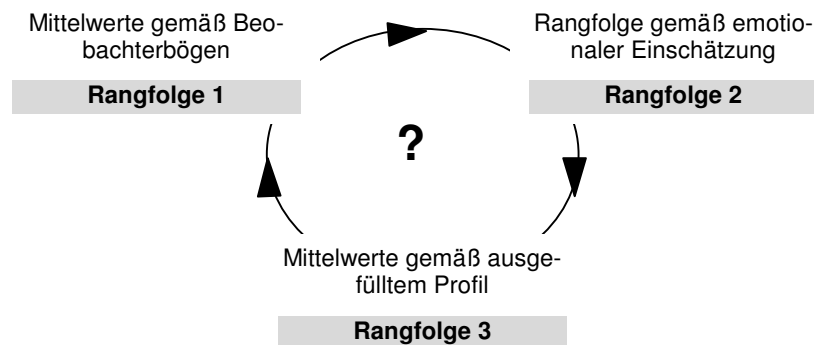 Mittelwerte gemäß Beo-
bachterbögen
Rangfolge 1
Rangfolge gemäß emotio-
naler Einschätzung
Rangfolge 2
?
Mittelwerte gemäß ausge-
fülltem Profil
Rangfolge 3